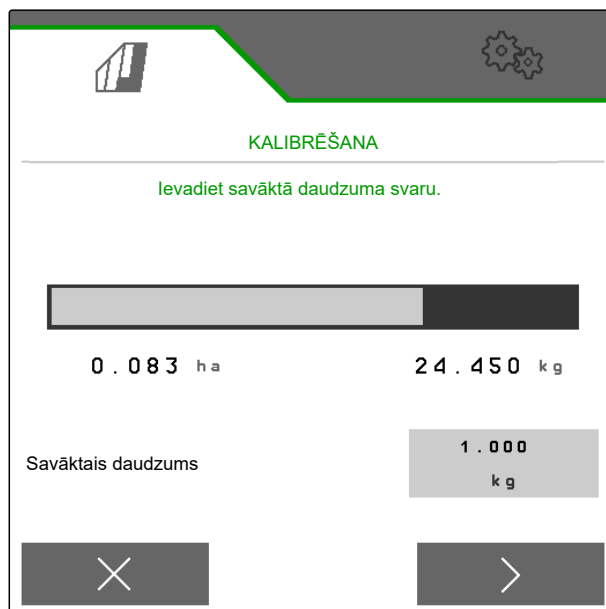 KALIBRĒŠANA
Ievadiet savāktā daudzuma svaru.
0.083 ha
24.450 kg
Savāktais daudzums
1.000
kg